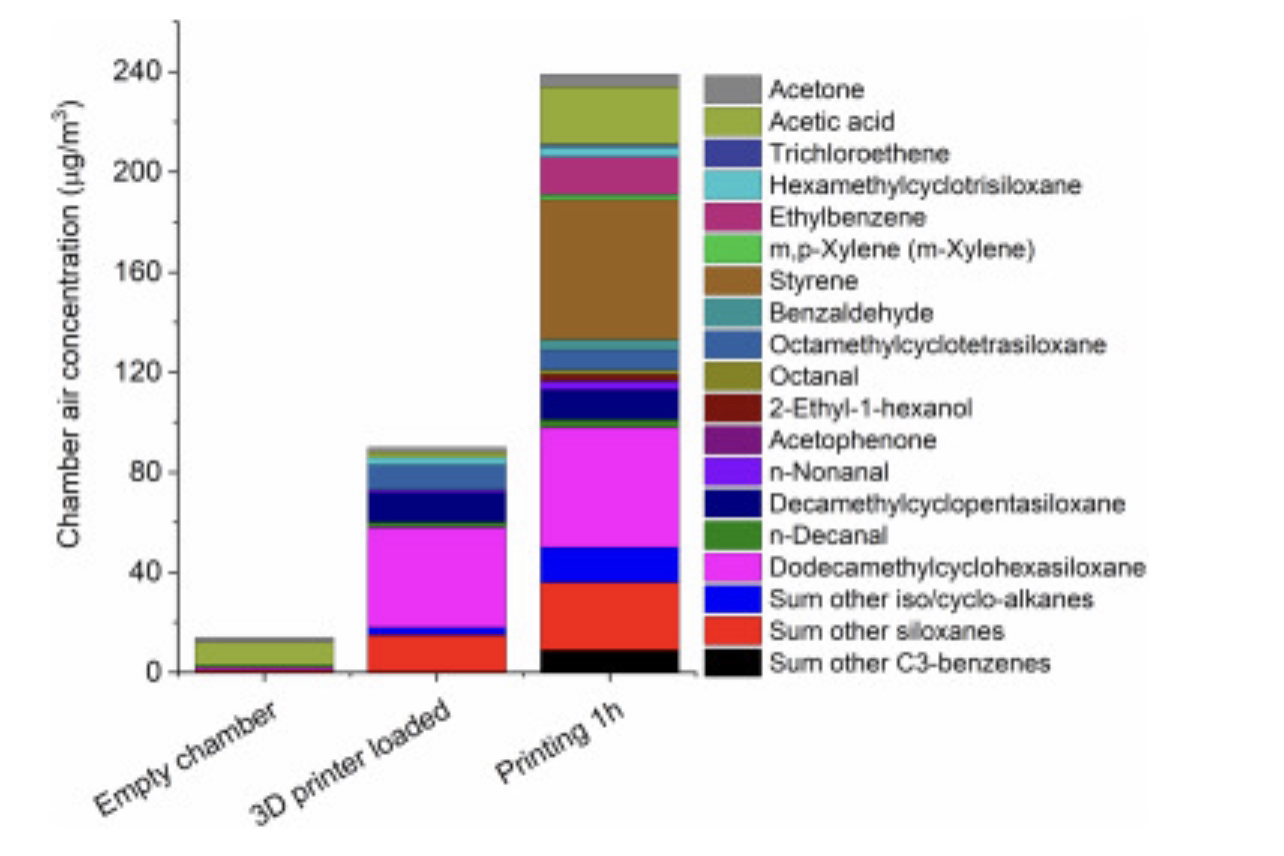 Chamber air concentration (µg/m³)
240
200
160
120
80
40
0
Empty chamber
3D printer loaded
Printing 1h
Acetone
Acetic acid
Trichloroethene
Hexamethylcyclotrisiloxane
Ethylbenzene
m,p-Xylene (m-Xylene)
Styrene
Benzaldehyde
Octamethylcyclotetrasiloxane
Octanal
2-Ethyl-1-hexanol
Acetophenone
n-Nonanal
Decamethylcyclopentasiloxane
n-Decanal
Dodecamethylcyclohexasiloxane
Sum other iso/cyclo-alkanes
Sum other siloxanes
Sum other C3-benzenes